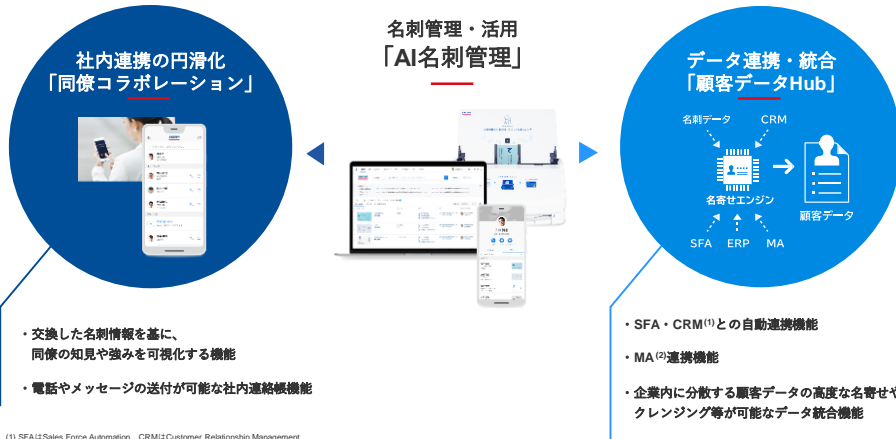 社内連携の円滑化
「同僚コラボレーション」
名刺管理・活用
「AI名刺管理」
データ連携・統合
「顧客データHub」
名刺データ
CRM
名寄せエンジン
顧客データ
SFA
ERP
MA
・交換した名刺情報を基に、
同僚の知見や強みを可視化する機能
・電話やメッセージの送付が可能な社内連絡帳機能
・SFA・CRM(1)との自動連携機能
・MA(2)連携機能
・企業内に分散する顧客データの高度な名寄せや
クレンジング等が可能なデータ統合機能
(1) SFAはSales Force Automation、CRMはCustomer Relationship Management